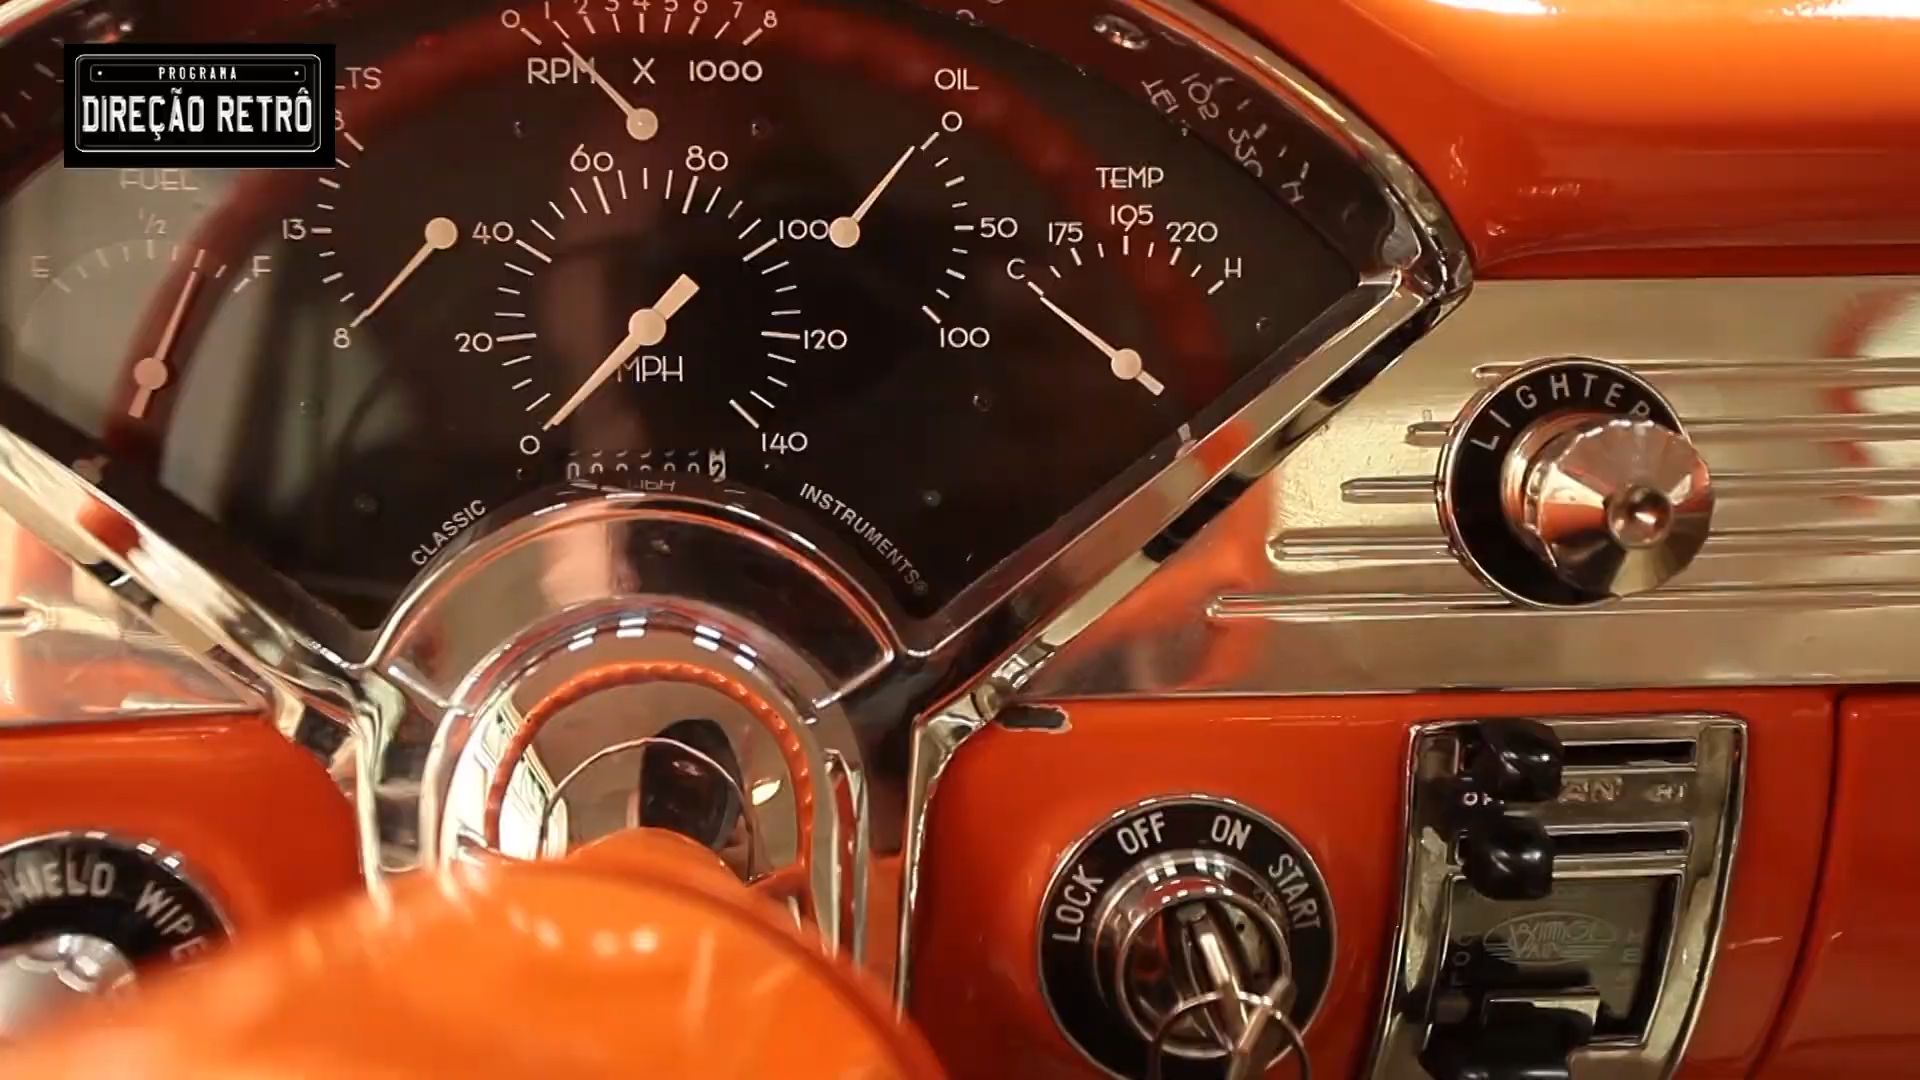 PROGRAMA
DIREÇÃO RETRÔ
0 1 2 3 4 5 6 7 8
RPM X 1000
FUEL
E 1/2 F
13
8
0 20 40 60 80 100 120 140
MPH
OIL
0
50
100
TEMP
C 175 195 220 H
CLASSIC INSTRUMENTS®
LIGHTER
LOCK OFF ON START
SHIELD WIPE